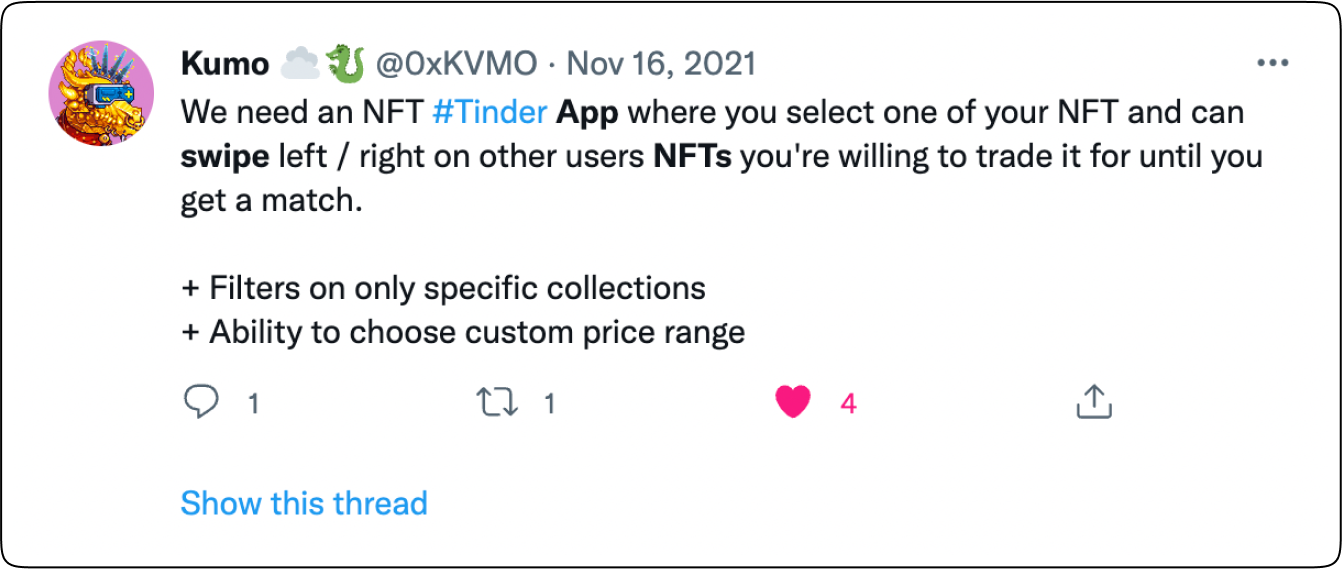 Kumo ☁️🐉 @0xKVMO · Nov 16, 2021
We need an NFT #Tinder App where you select one of your NFT and can
swipe left / right on other users NFTs you're willing to trade it for until you
get a match.
+ Filters on only specific collections
+ Ability to choose custom price range
1 1 4
Show this thread